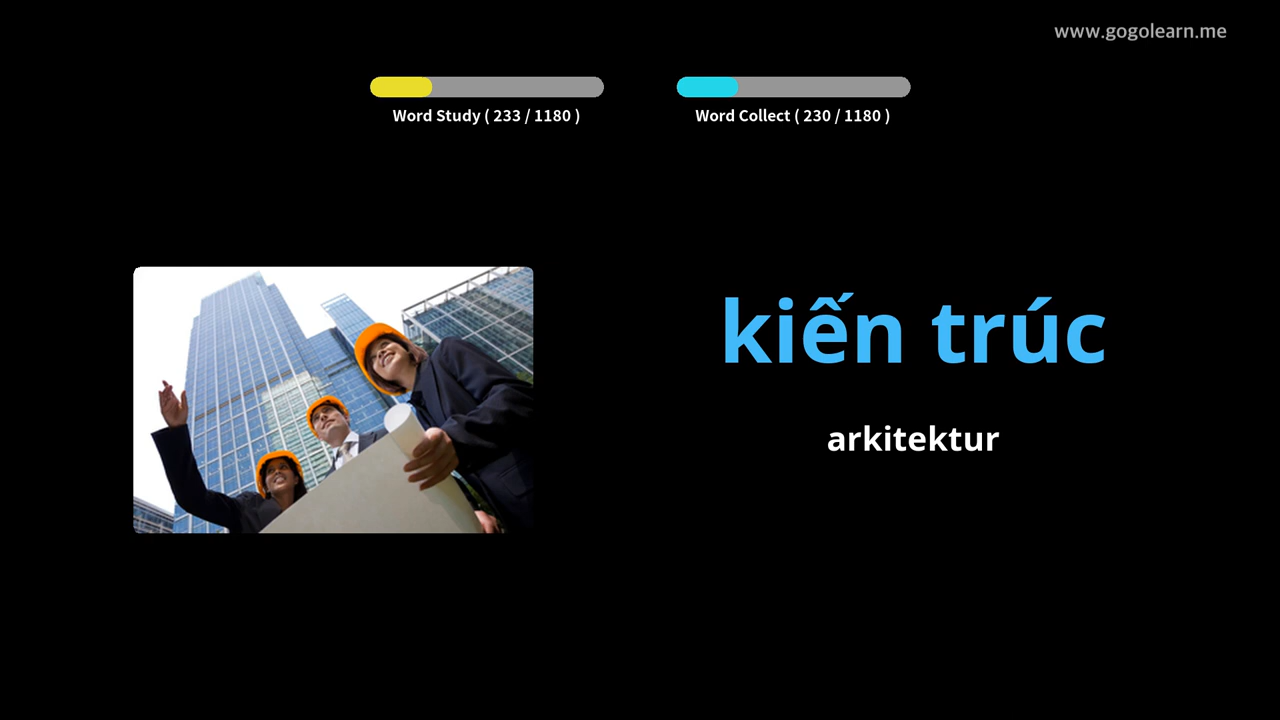 www.gogolearn.me
Word Study ( 233 / 1180 )
Word Collect ( 230 / 1180 )
kiến trúc
arkitektur